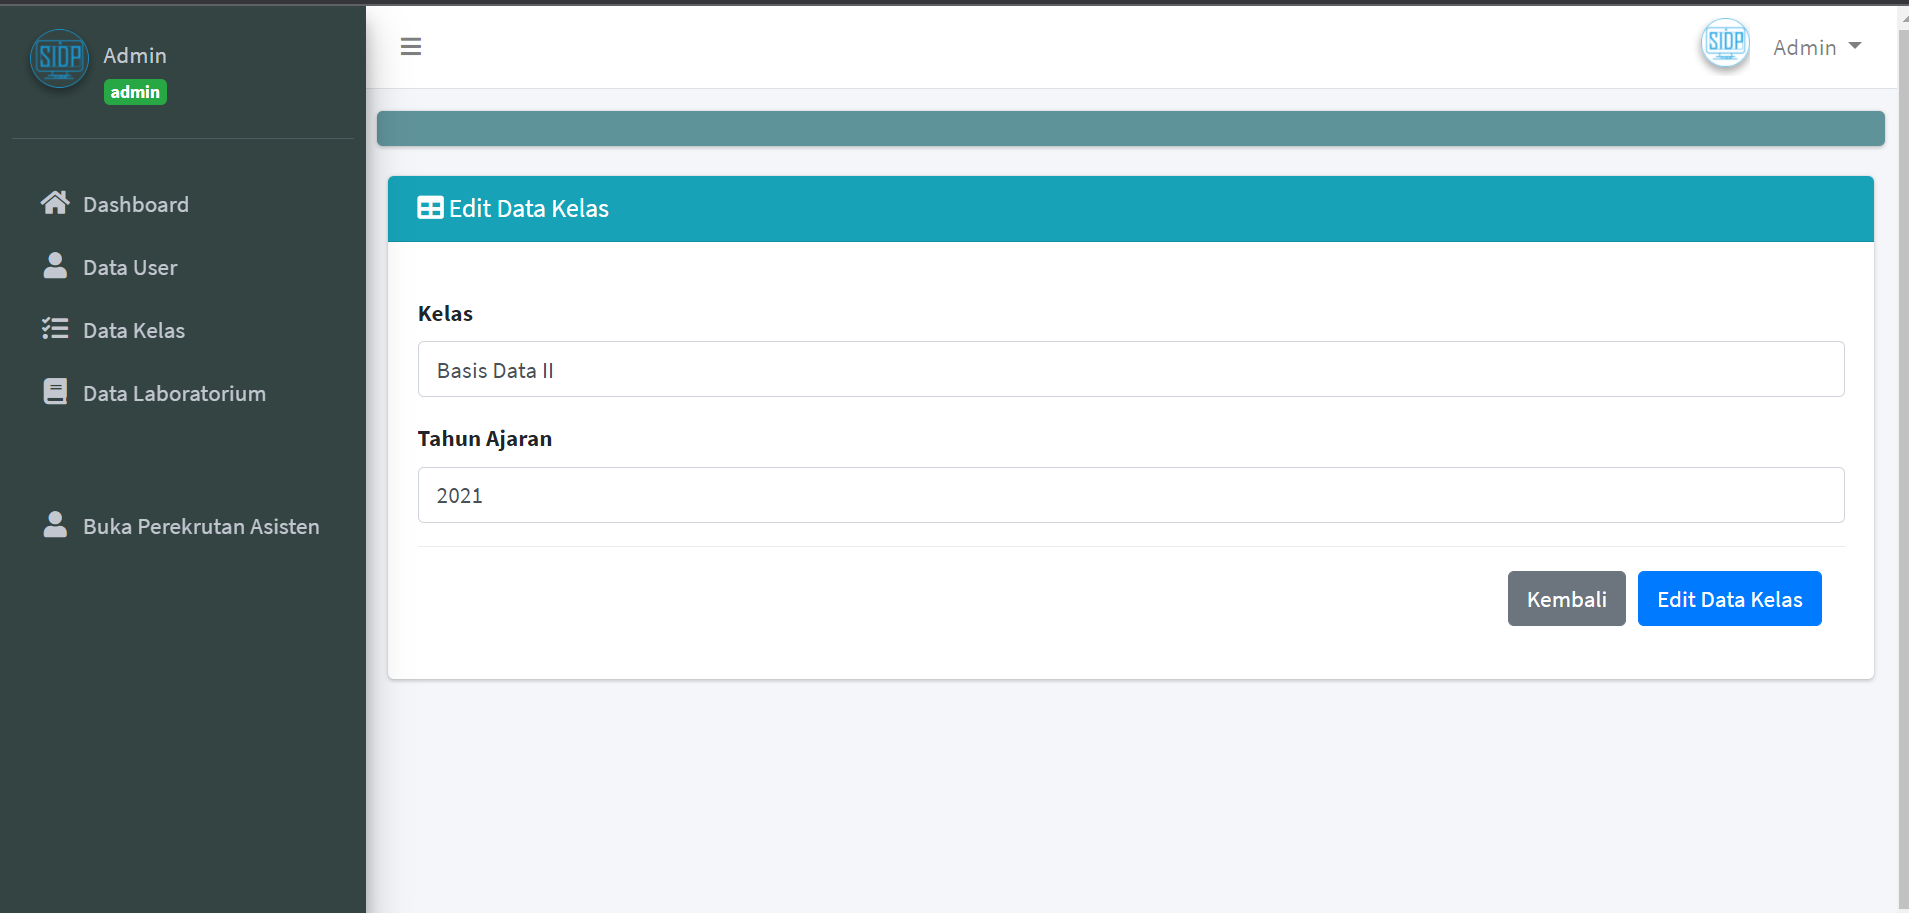 SIDP
Admin
admin
Dashboard
Data User
Data Kelas
Data Laboratorium
Buka Perekrutan Asisten
SIDP
Admin
Edit Data Kelas
Kelas
Basis Data II
Tahun Ajaran
2021
Kembali
Edit Data Kelas